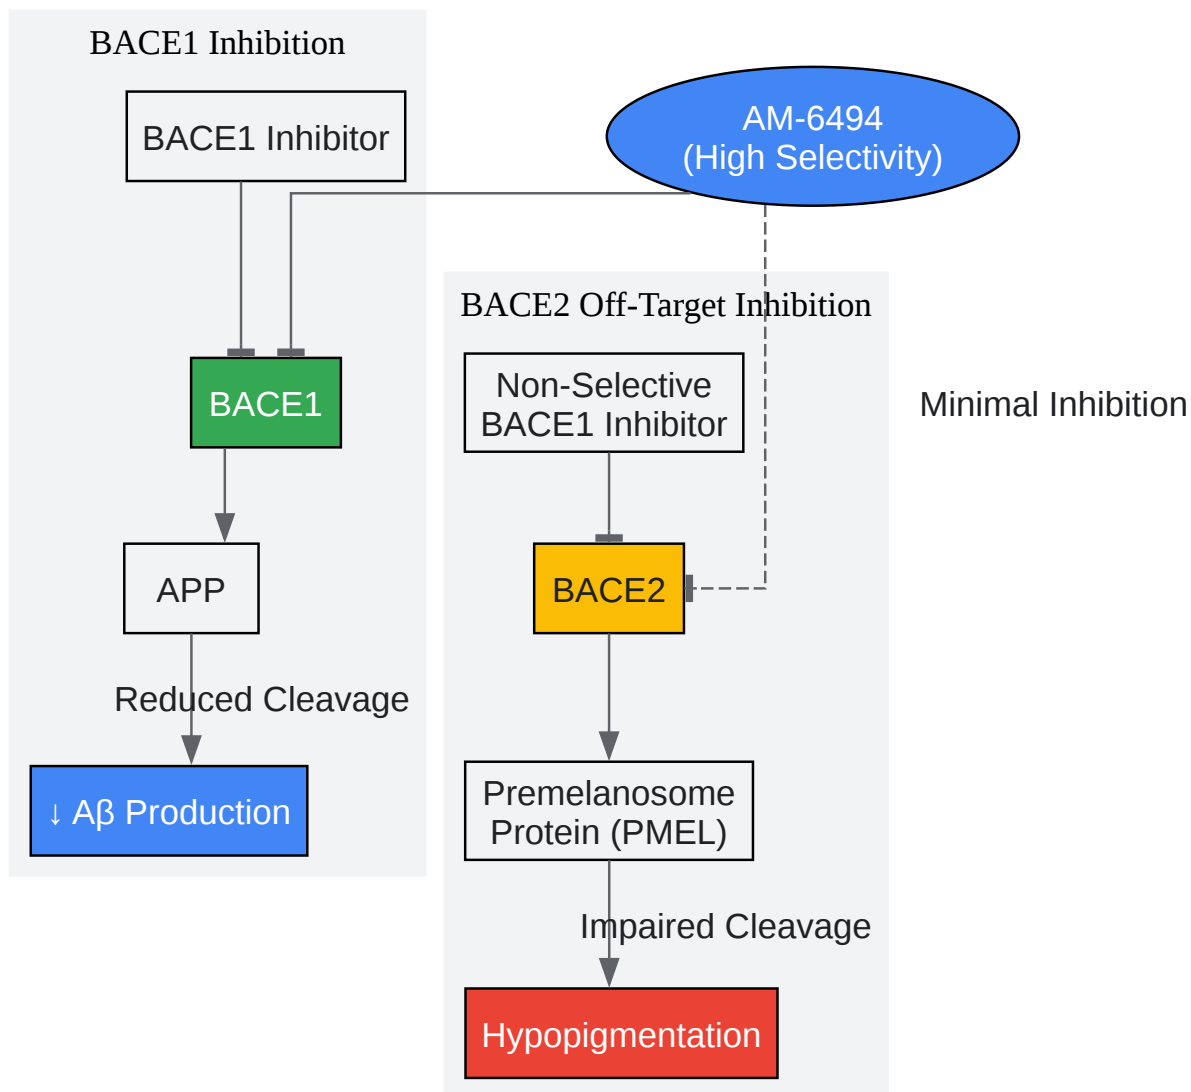 BACE1 Inhibition
BACE1 Inhibitor
AM-6494
(High Selectivity)
BACE2 Off-Target Inhibition
Non-Selective
BACE1 Inhibitor
BACE1
Minimal Inhibition
APP
BACE2
Reduced Cleavage
↓ Aβ Production
Premelanosome
Protein (PMEL)
Impaired Cleavage
Hypopigmentation